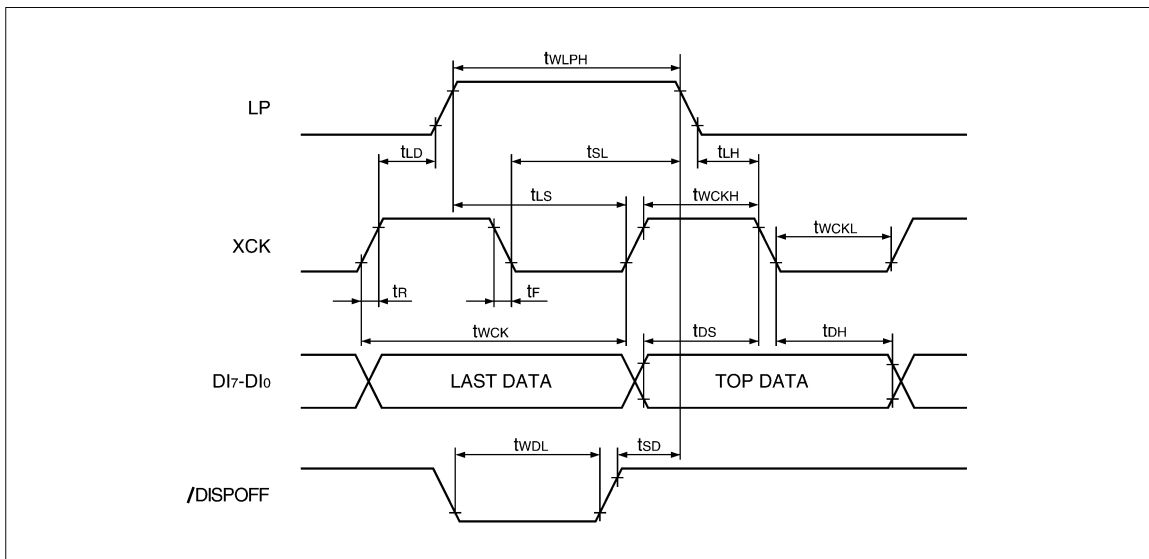 tWLPH
LP
tLD
tSL
tLH
tLS
tWCKH
XCK
tWCKL
tR
tF
tWCK
tDS
tDH
DI7-DI0
LAST DATA
TOP DATA
tWDL
tSD
/DISPOFF